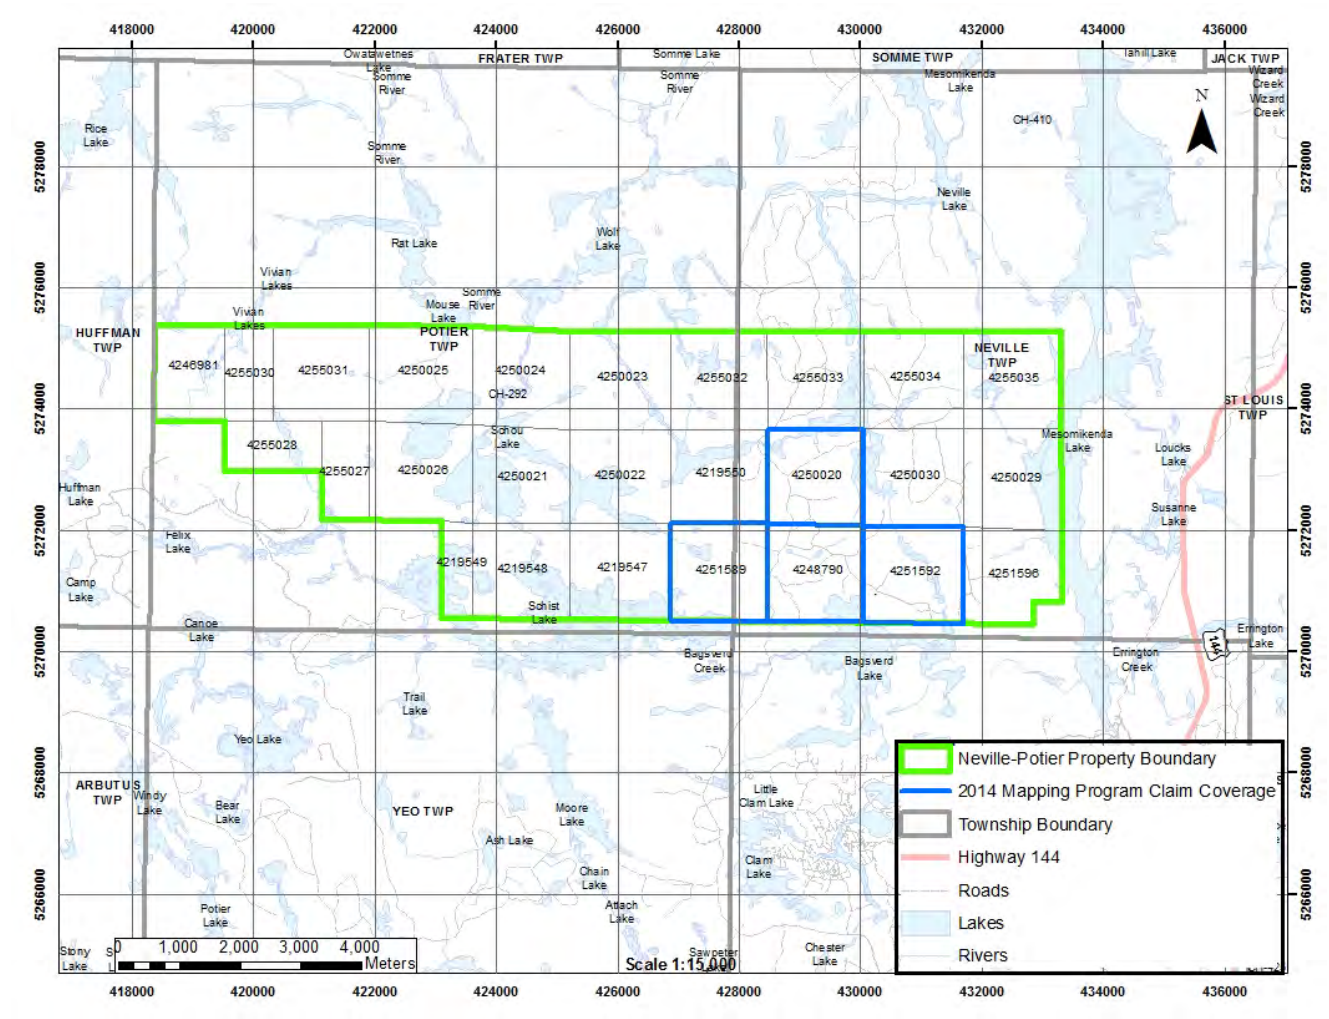 418000 420000 422000 424000 426000 428000 430000 432000 434000 436000
Owatawetnes
Lake
FRATER TWP
Somme Lake
SOMME TWP
Tahill Lake
JACK TWP
Somme
River
Somme
River
Mesomikenda
Lake
Wizard
Creek
Wizard
Creek
N
CH-410
Rice
Lake
Somme
River
5278000
5278000
Neville
Lake
Rat Lake
Wolf
Lake
Vivian
Lakes
5276000
5276000
Somme
River
Mouse
Lake
Vivian
Lakes
HUFFMAN
TWP
POTIER
TWP
NEVILLE
TWP
4246981
4255030
4255031
4250025
4250024
4250023
4255032
4255033
4255034
4255035
CH-292
5274000
5274000
ST LOUIS
TWP
4255028
4255027
4250026
Schou
Lake
4250021
4250022
4219550
4250020
4250030
4250029
Mesomikenda
Lake
Loucks
Lake
Huffman
Lake
Susanne
Lake
5272000
5272000
Felix
Lake
4219549
4219548
4219547
4251589
4248790
4251592
4251596
Camp
Lake
Schist
Lake
Canoe
Lake
Errington
Lake
144
5270000
5270000
Bagsverd
Creek
Bagsverd
Lake
Errington
Creek
Trail
Lake
Yeo Lake
5268000
5268000
ARBUTUS
TWP
Windy
Lake
Bear
Lake
YEO TWP
Moore
Lake
Little
Clam Lake
Ash Lake
Clam
Lake
Chain
Lake
5266000
5266000
Potier
Lake
Attach
Lake
Stony
Lake
Chester
Lake
Sawpeter
Neville-Potier Property Boundary
2014 Mapping Program Claim Coverage
Township Boundary
Highway 144
Roads
Lakes
Rivers
0 1,000 2,000 3,000 4,000
Meters
Scale 1:15,000
418000 420000 422000 424000 426000 428000 430000 432000 434000 436000